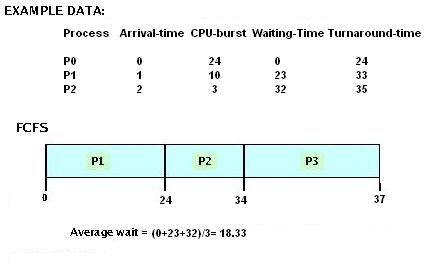 EXAMPLE DATA:
Process Arrival-time CPU-burst Waiting-Time Turnaround-time
P0 0 24 0 24
P1 1 10 23 33
P2 2 3 32 35
FCFS
P1 P2 P3
0 24 34 37
Average wait = (0+23+32)/3= 18.33